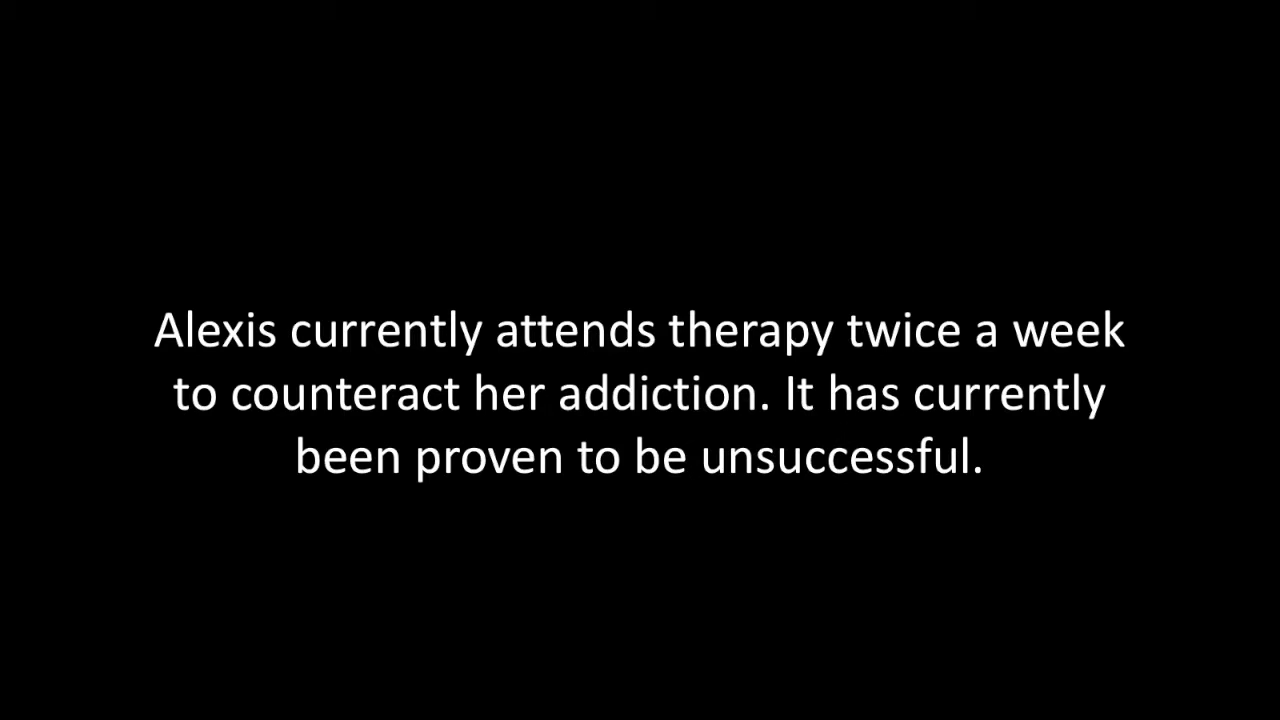 Alexis currently attends therapy twice a week
to counteract her addiction. It has currently
been proven to be unsuccessful.